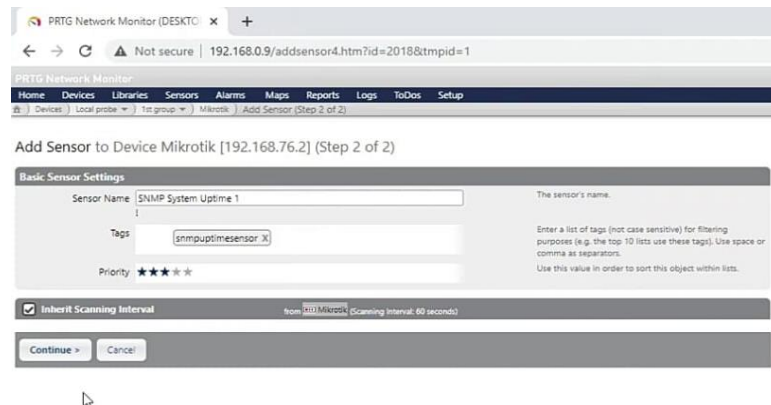 PRTG Network Monitor (DESKTO
Not secure | 192.168.0.9/addsensor4.htm?id=2018&tmpid=1
PRTG Network Monitor
Home Devices Libraries Sensors Alarms Maps Reports Logs ToDos Setup
Devices Local probe 1st group Mikrotik Add Sensor (Step 2 of 2)
Add Sensor to Device Mikrotik [192.168.76.2] (Step 2 of 2)
Basic Sensor Settings
Sensor Name SNMP System Uptime 1
The sensor's name.
Tags snmpuptimesensor X
Enter a list of tags (not case sensitive) for filtering
purposes (e.g. the top 10 lists use these tags). Use space or
comma as separators.
Priority ★★★★★
Use this value in order to sort this object within lists.
Inherit Scanning Interval from Mikrotik (Scanning Interval: 60 seconds)
Continue > Cancel